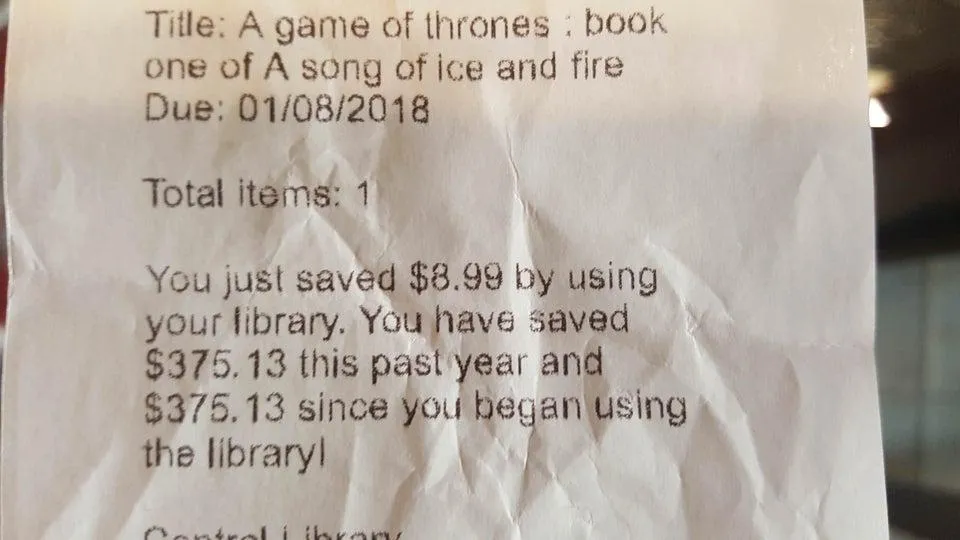 Title: A game of thrones : book
one of A song of ice and fire
Due: 01/08/2018
Total items: 1
You just saved $8.99 by using
your library. You have saved
$375.13 this past year and
$375.13 since you began using
the library!
Central Library